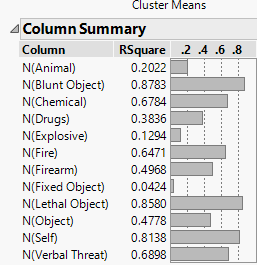 Cluster Means
Column Summary
Column RSquare .2 .4 .6 .8
N(Animal) 0.2022
N(Blunt Object) 0.8783
N(Chemical) 0.6784
N(Drugs) 0.3836
N(Explosive) 0.1294
N(Fire) 0.6471
N(Firearm) 0.4968
N(Fixed Object) 0.0424
N(Lethal Object) 0.8580
N(Object) 0.4778
N(Self) 0.8138
N(Verbal Threat) 0.6898